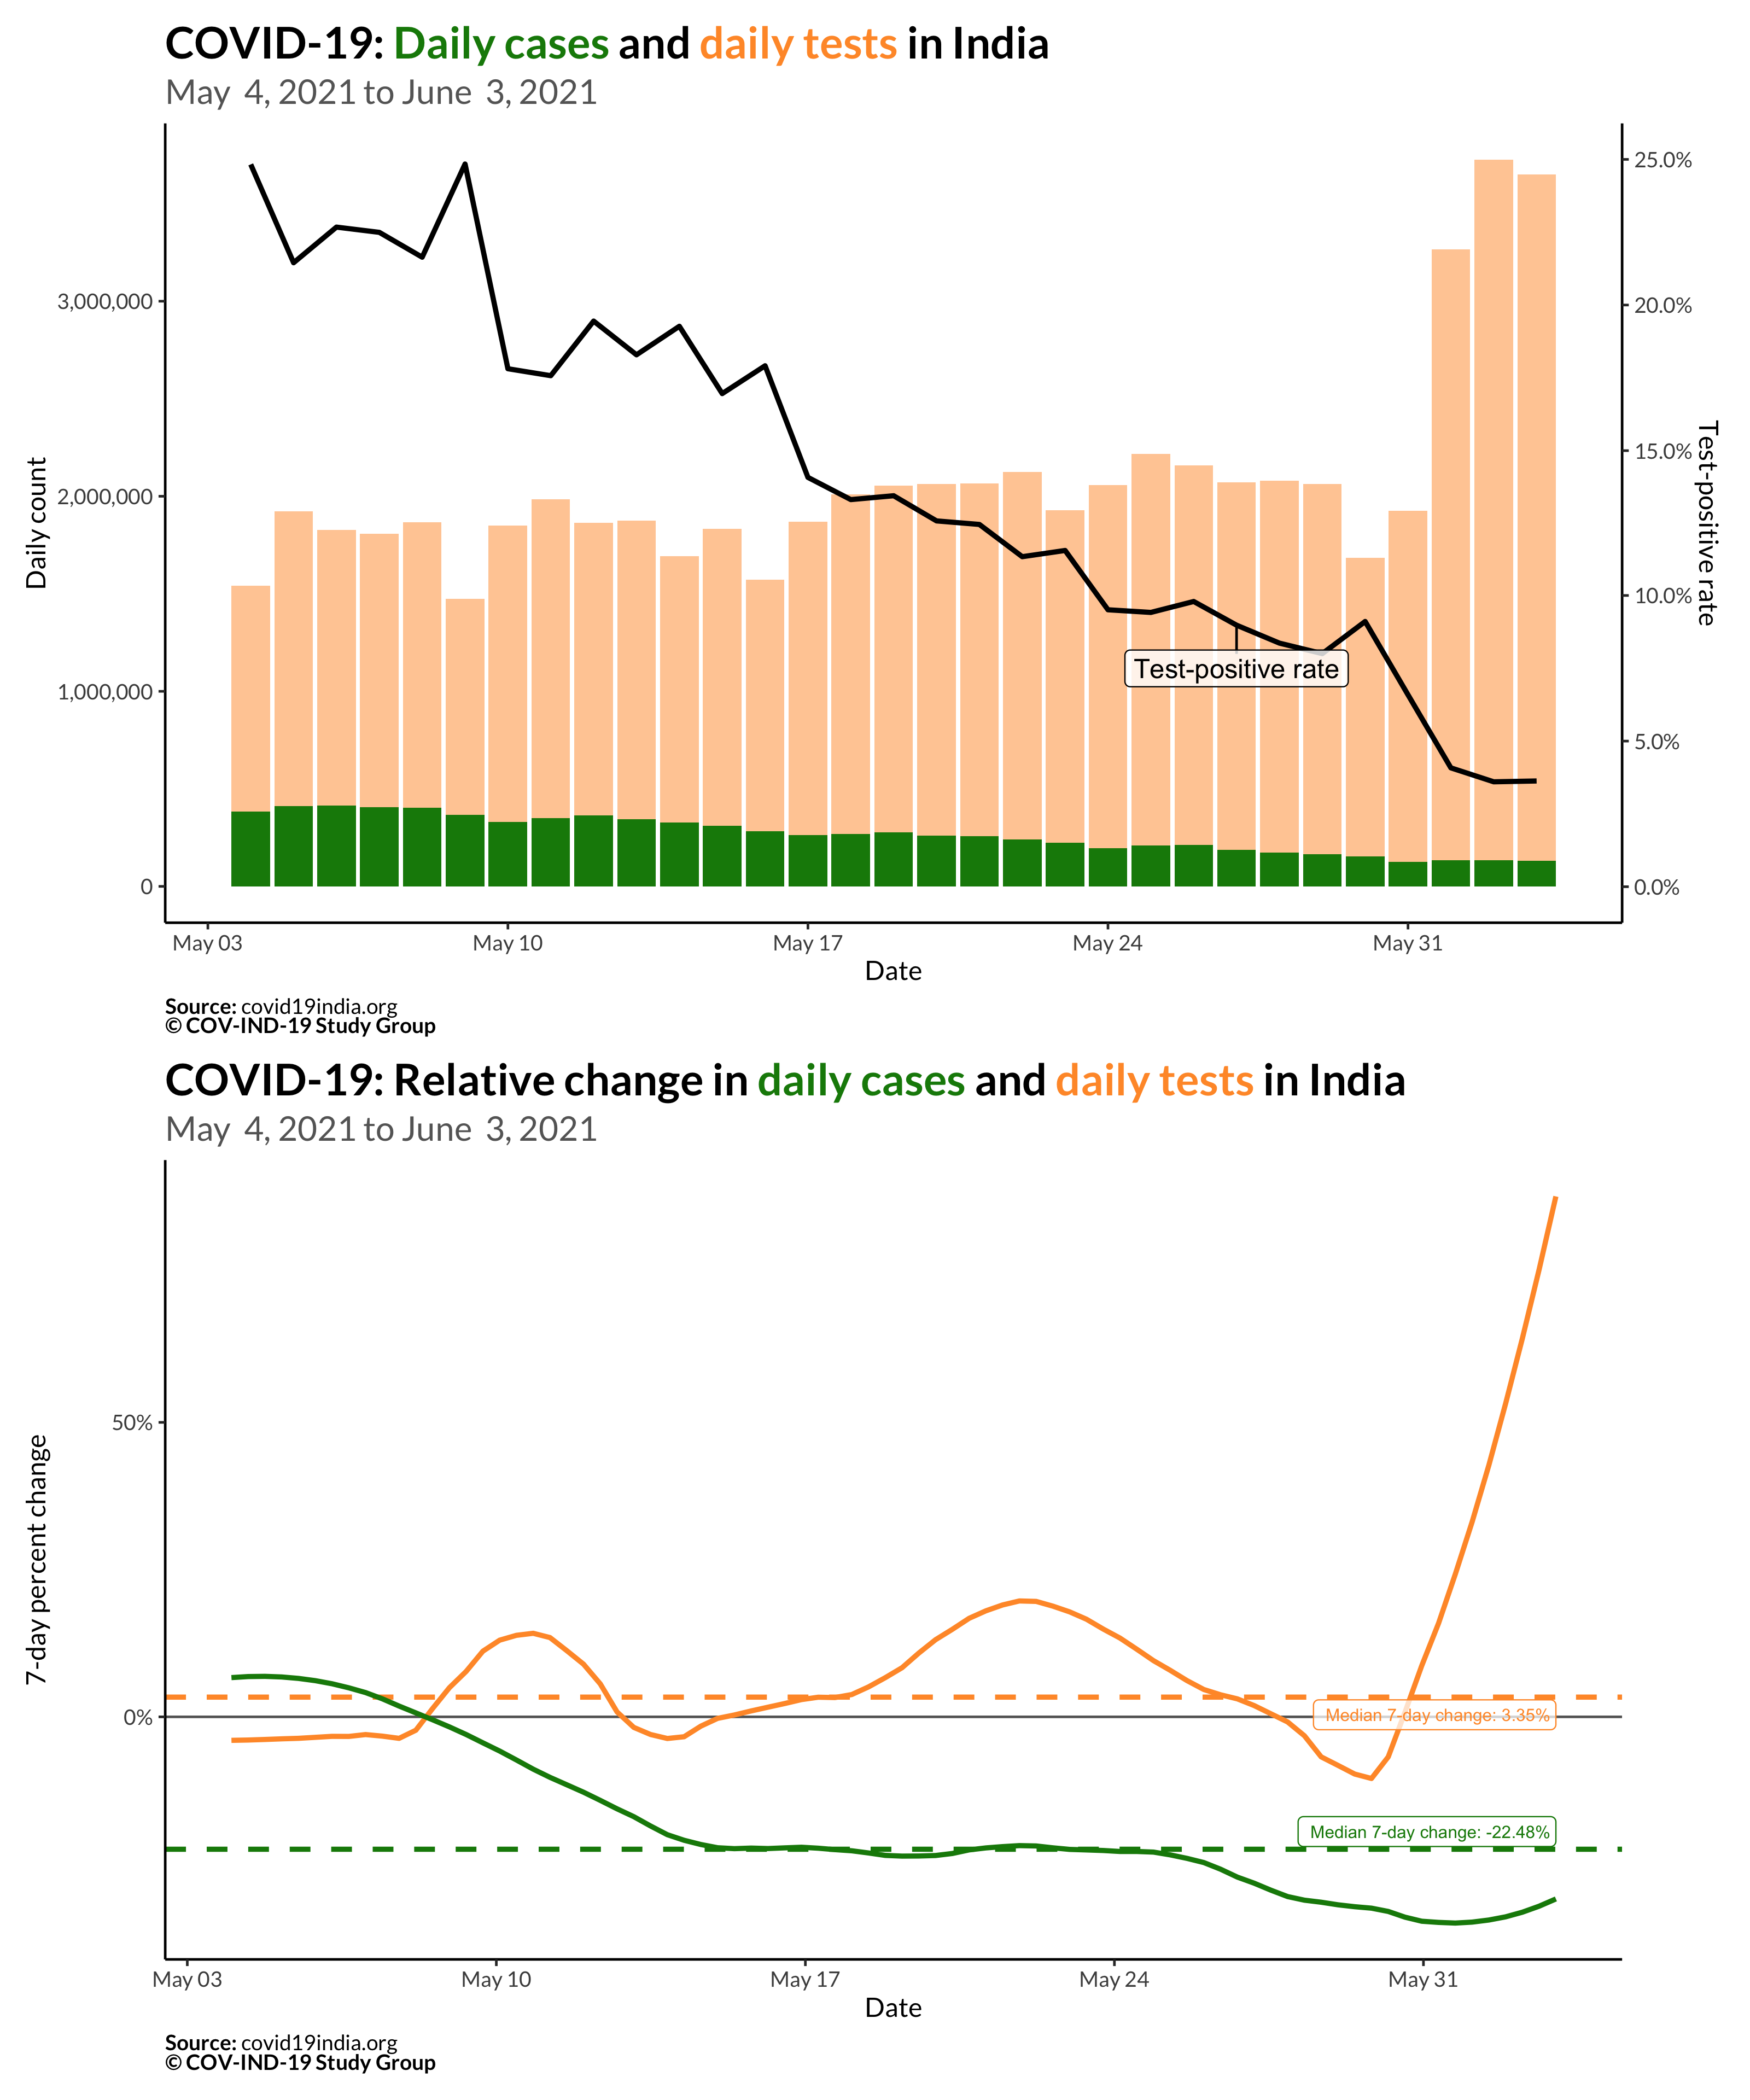 COVID-19: Daily cases and daily tests in India
May 4, 2021 to June 3, 2021
Daily count
3,000,000
2,000,000
1,000,000
0
25.0%
20.0%
15.0%
10.0%
5.0%
0.0%
Test-positive rate
Test-positive rate
May 03
May 10
May 17
May 24
May 31
Date
Source: covid19india.org
© COV-IND-19 Study Group
COVID-19: Relative change in daily cases and daily tests in India
May 4, 2021 to June 3, 2021
7-day percent change
50%
0%
Median 7-day change: 3.35%
Median 7-day change: -22.48%
May 03
May 10
May 17
May 24
May 31
Date
Source: covid19india.org
© COV-IND-19 Study Group